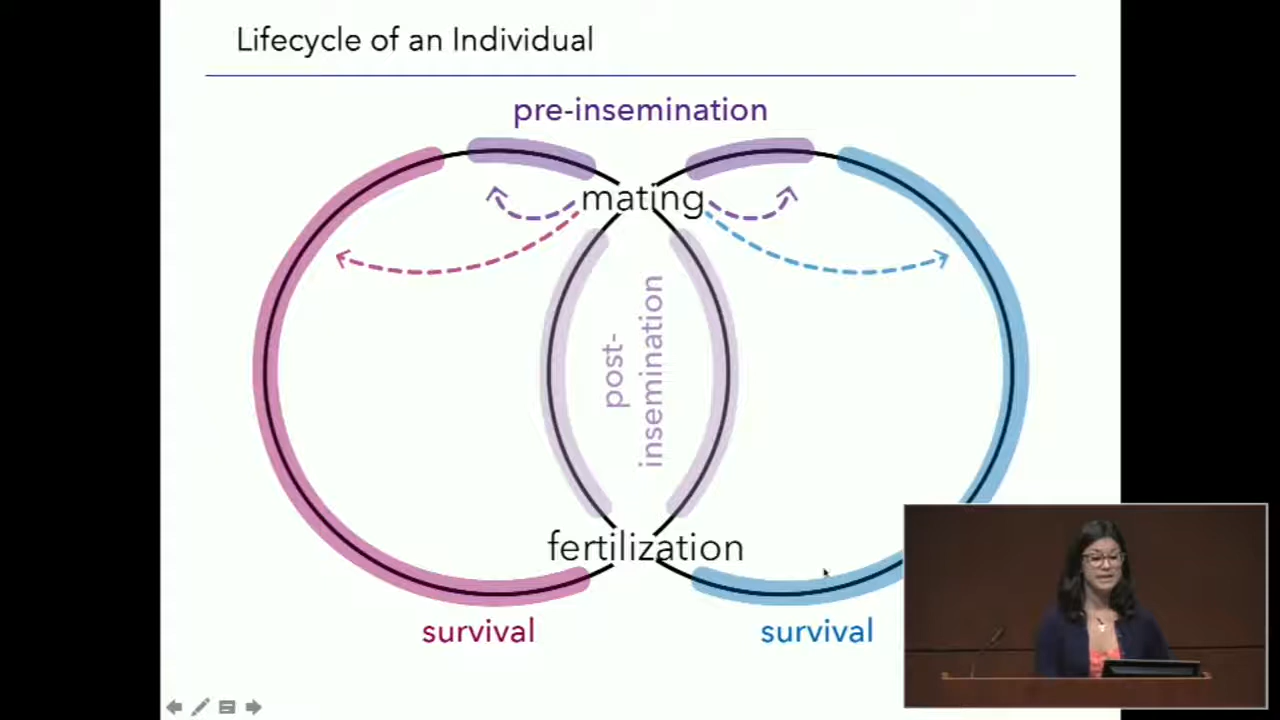 Lifecycle of an Individual
pre-insemination
mating
post-
insemination
fertilization
survival
survival